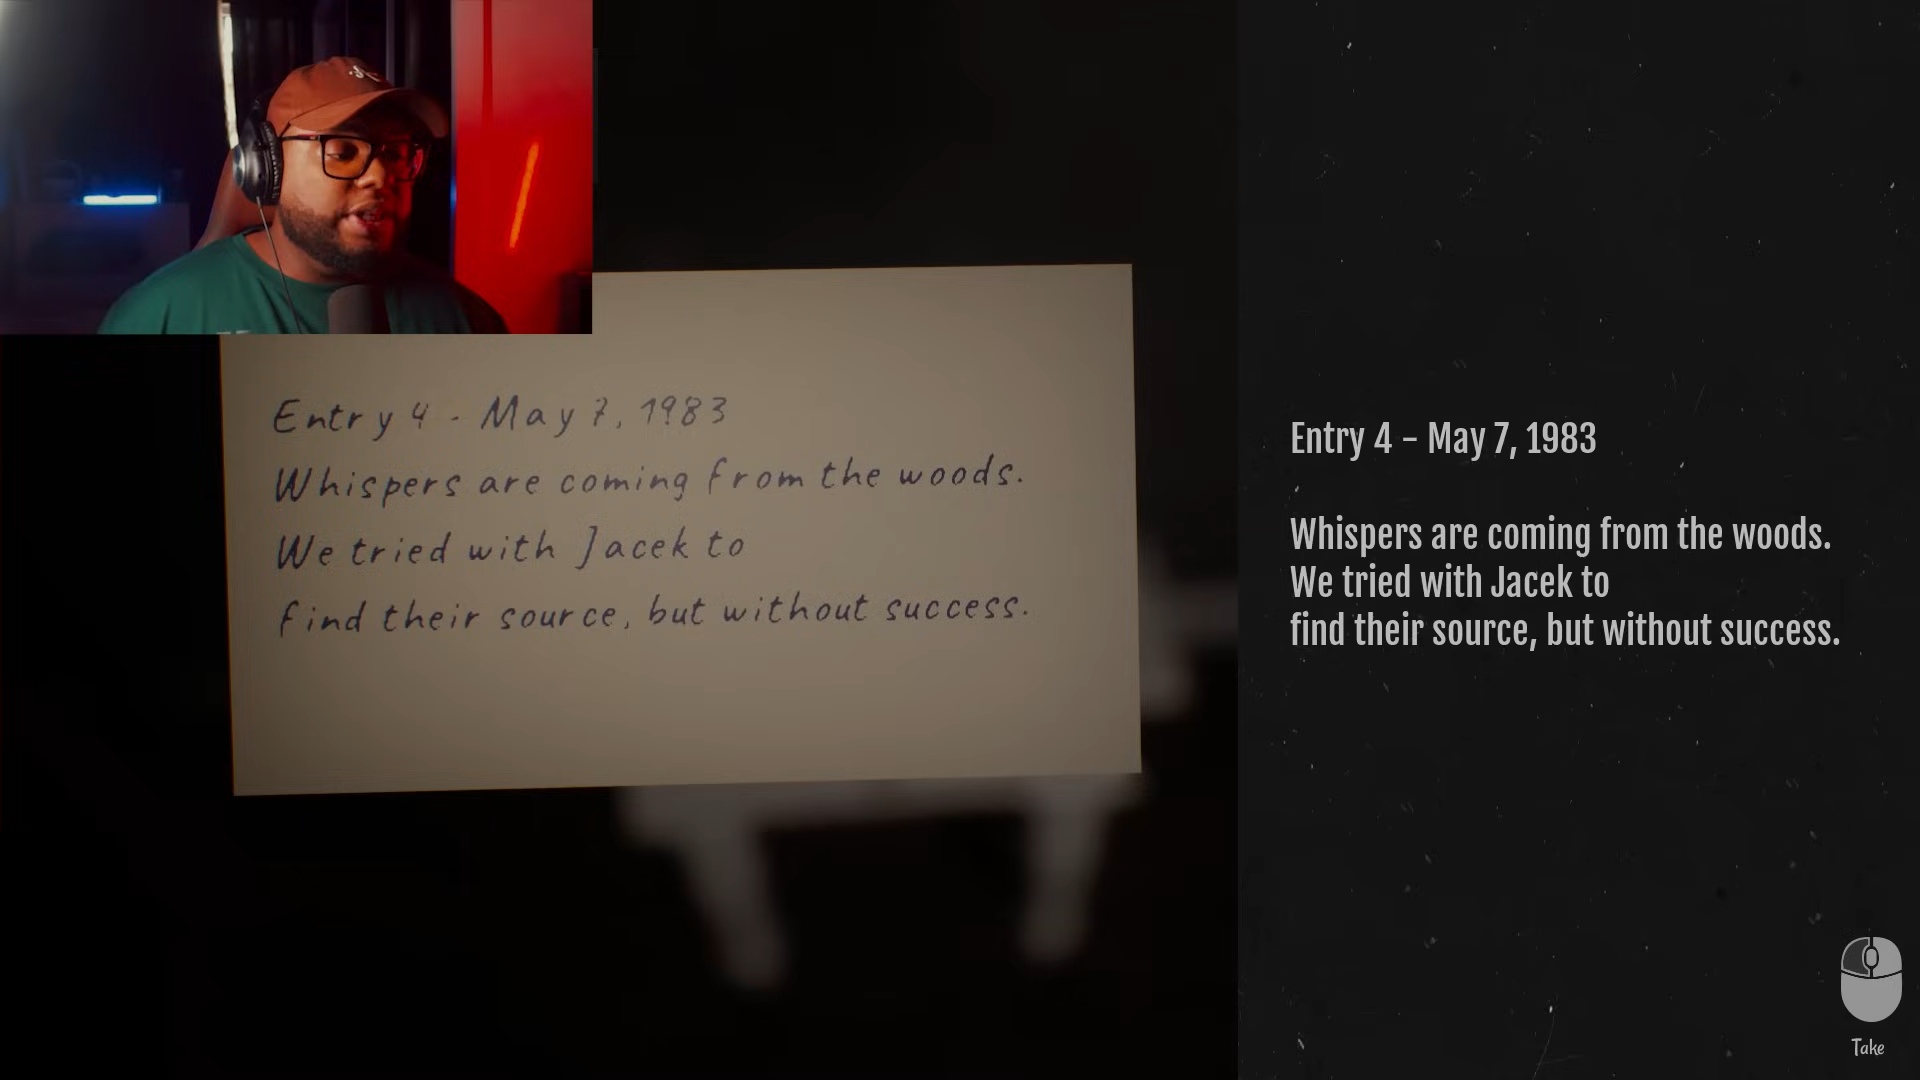 Entry 4 - May 7, 1983
Whispers are coming from the woods.
We tried with Jacek to
find their source, but without success.
Entry 4 - May 7, 1983
Whispers are coming from the woods.
We tried with Jacek to
find their source, but without success.
Take